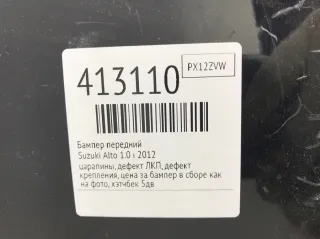 PX12ZVW
413110
Бампер передний
Suzuki Alto 1.0 i 2012
царапины, дефект ЛКП, дефект
крепления, цена за бампер в сборе как
на фото, хэтчбек 5дв